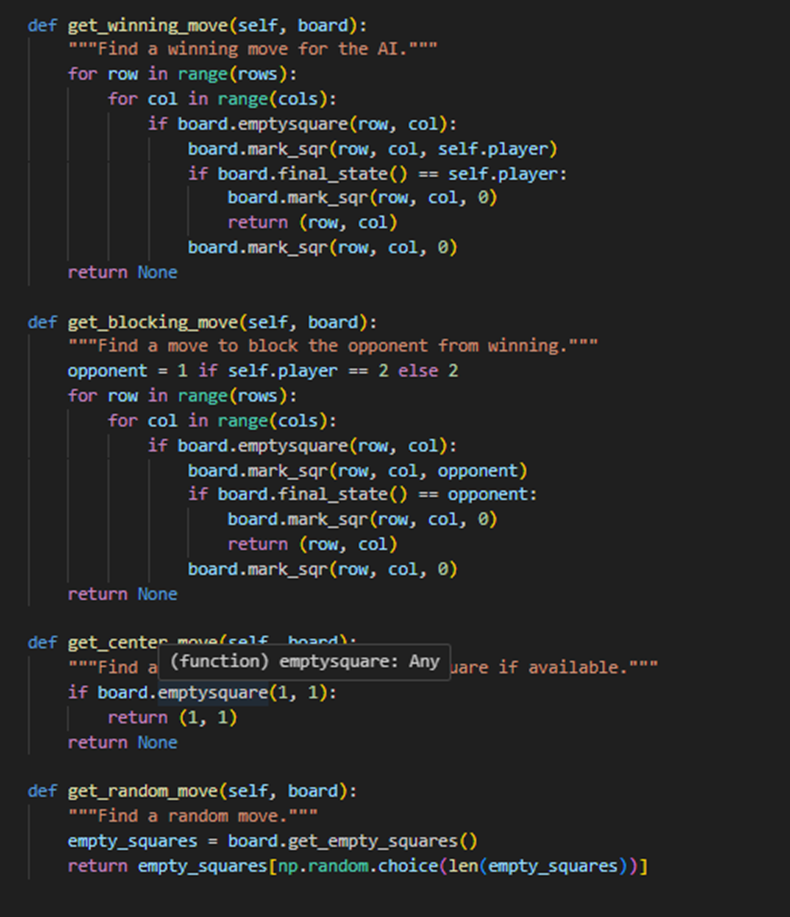 def get_winning_move(self, board):
    """Find a winning move for the AI."""
    for row in range(rows):
        for col in range(cols):
            if board.emptysquare(row, col):
                board.mark_sqr(row, col, self.player)
                if board.final_state() == self.player:
                    board.mark_sqr(row, col, 0)
                    return (row, col)
                board.mark_sqr(row, col, 0)
    return None

def get_blocking_move(self, board):
    """Find a move to block the opponent from winning."""
    opponent = 1 if self.player == 2 else 2
    for row in range(rows):
        for col in range(cols):
            if board.emptysquare(row, col):
                board.mark_sqr(row, col, opponent)
                if board.final_state() == opponent:
                    board.mark_sqr(row, col, 0)
                    return (row, col)
                board.mark_sqr(row, col, 0)
    return None

def get_center_move(self, board):
(function) emptysquare: Any
    """Find a uare if available."""
    if board.emptysquare(1, 1):
        return (1, 1)
    return None

def get_random_move(self, board):
    """Find a random move."""
    empty_squares = board.get_empty_squares()
    return empty_squares[np.random.choice(len(empty_squares))]